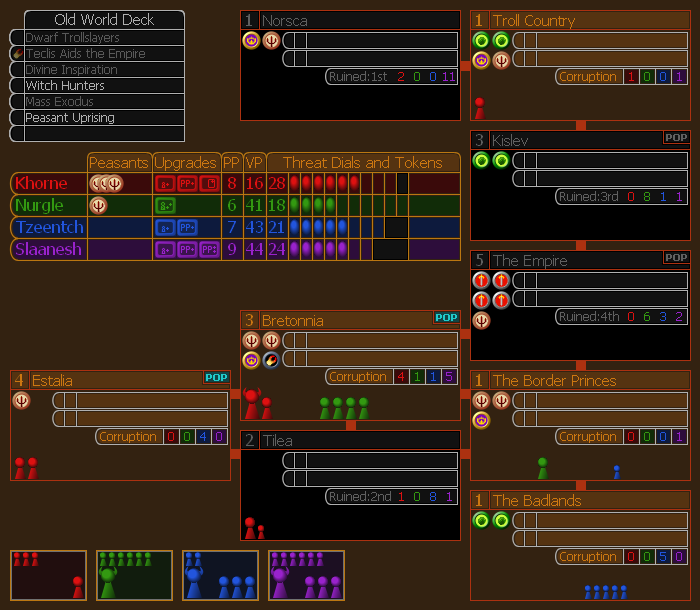 Old World Deck
Dwarf Trollslayers
Teclis Aids the Empire
Divine Inspiration
Witch Hunters
Mass Exodus
Peasant Uprising
1 Norsca
Ruined:1st 2 0 0 11
1 Troll Country
Corruption 1 0 0 1
3 Kislev POP
Ruined:3rd 0 8 1 1
Peasants Upgrades PP VP Threat Dials and Tokens
Khorne PP+ 8 16 28
Nurgle 6 41 18
Tzeentch PP+ 7 43 21
Slaanesh PP+ PP 9 44 24
5 The Empire POP
Ruined:4th 0 6 3 2
3 Bretonnia POP
Corruption 4 1 1 5
4 Estalia POP
Corruption 0 0 4 0
1 The Border Princes
Corruption 0 0 0 1
2 Tilea
Ruined:2nd 1 0 8 1
1 The Badlands
Corruption 0 0 5 0